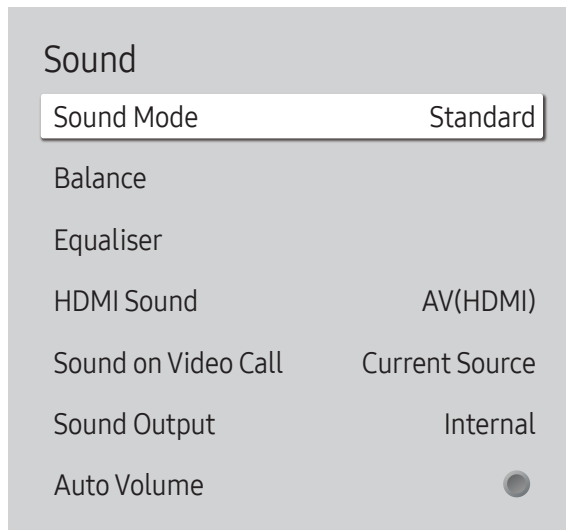 Sound
Sound Mode Standard
Balance
Equaliser
HDMI Sound AV(HDMI)
Sound on Video Call Current Source
Sound Output Internal
Auto Volume